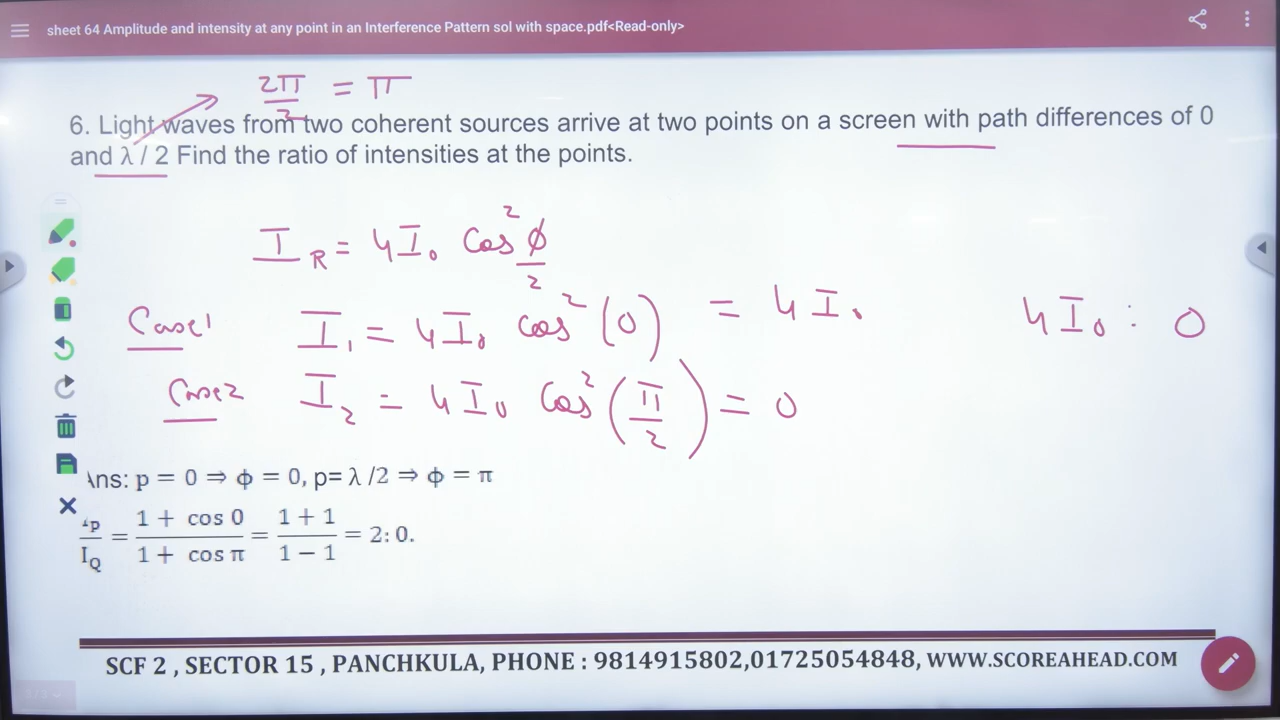 sheet 64 Amplitude and intensity at any point in an Interference Pattern sol with space.pdf<Read-only>
2π/2 = π
6. Light waves from two coherent sources arrive at two points on a screen with path differences of 0
and λ / 2 Find the ratio of intensities at the points.
I_R = 4I₀ Cos² ϕ/2
Case1 I₁ = 4I₀ cos² (0) = 4I₀ 4I₀ : 0
Case2 I₂ = 4I₀ Cos² (π/2) = 0
Ans: p = 0 ⇒ ϕ = 0, p= λ /2 ⇒ ϕ = π
I_P/I_Q = (1 + cos 0)/(1 + cos π) = (1 + 1)/(1 − 1) = 2: 0.
SCF 2 , SECTOR 15 , PANCHKULA, PHONE : 9814915802,01725054848, WWW.SCOREAHEAD.COM